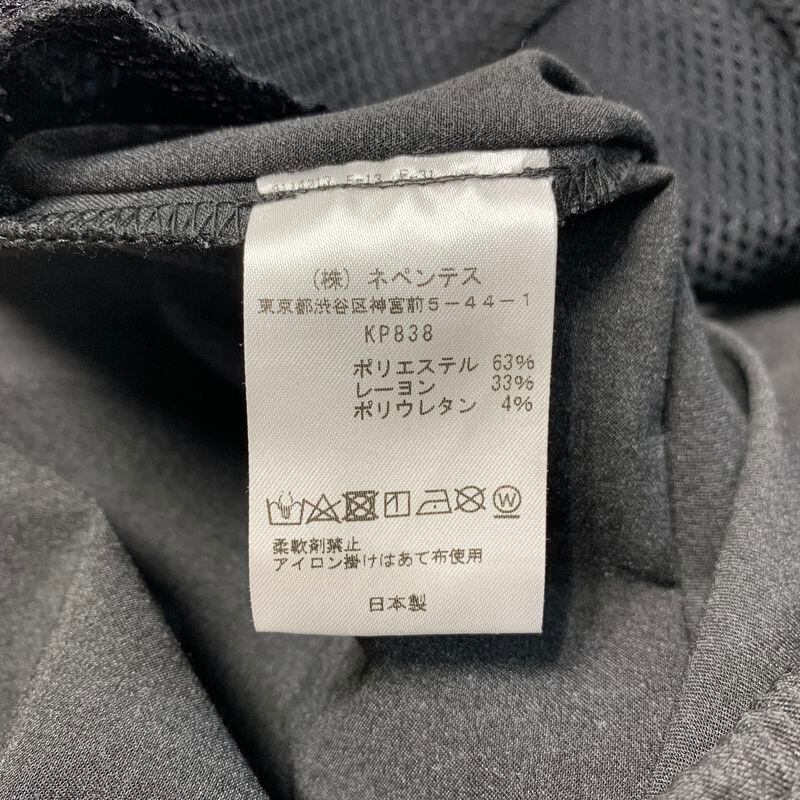 (株) ネペンテス
東京都渋谷区神宮前5-44-1
KP838
ポリエステル 63%
レーヨン 33%
ポリウレタン 4%
W
柔軟剤禁止
アイロン掛けはあて布使用
日本製